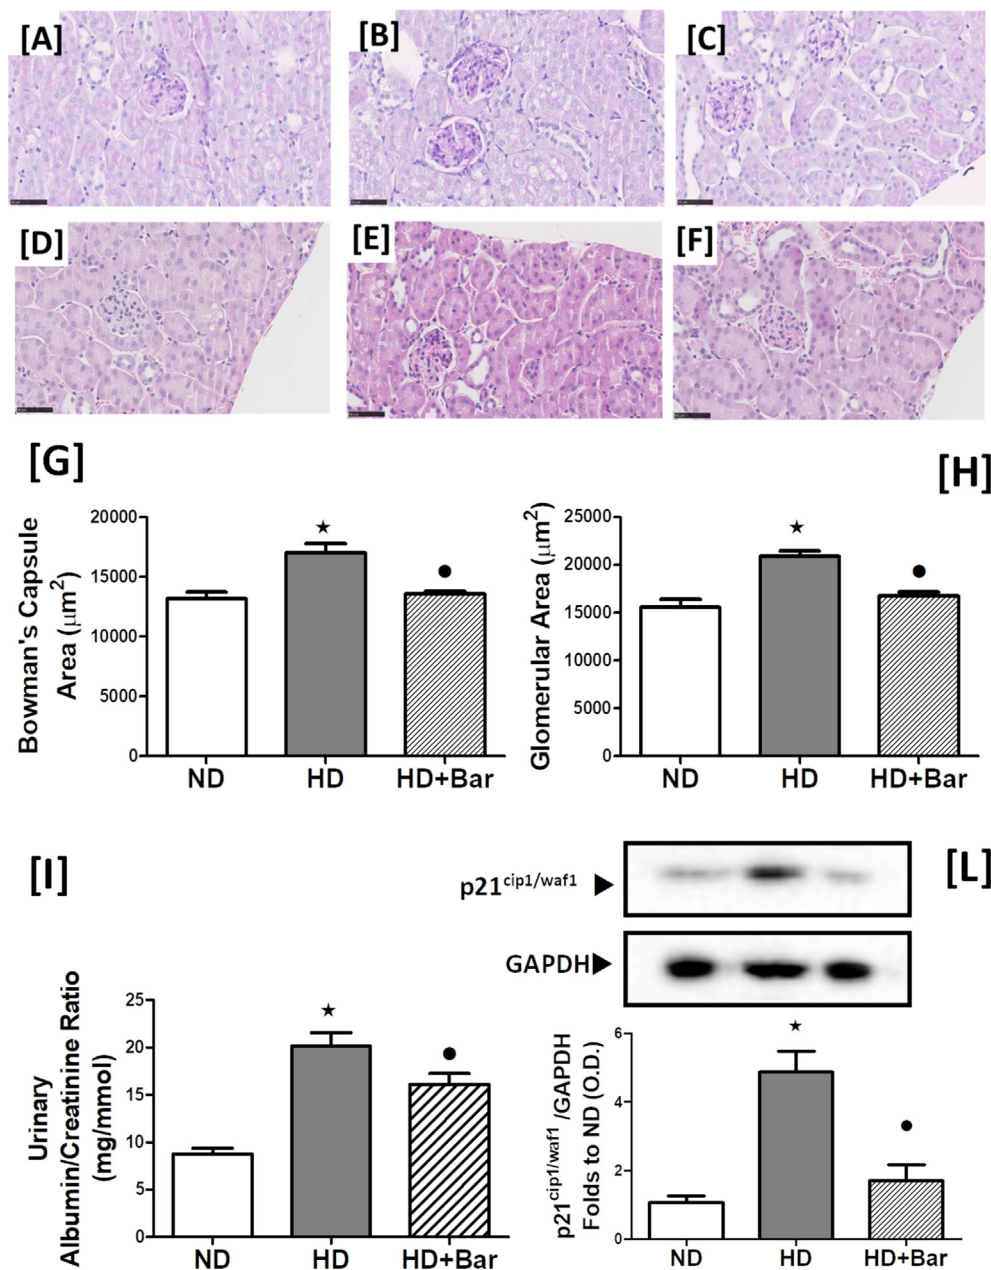 [A]
[B]
[C]
[D]
[E]
[F]
[G]
Bowman's Capsule
Area (μm²)
20000
15000
10000
5000
0
ND
HD
HD+Bar
[H]
Glomerular Area (μm²)
25000
20000
15000
10000
5000
0
ND
HD
HD+Bar
[I]
Urinary
Albumin/Creatinine Ratio
(mg/mmol)
25
20
15
10
5
0
ND
HD
HD+Bar
[L]
p21cip1/waf1
GAPDH
p21cip1/waf1/GAPDH
Folds to ND (O.D.)
6
4
2
0
ND
HD
HD+Bar